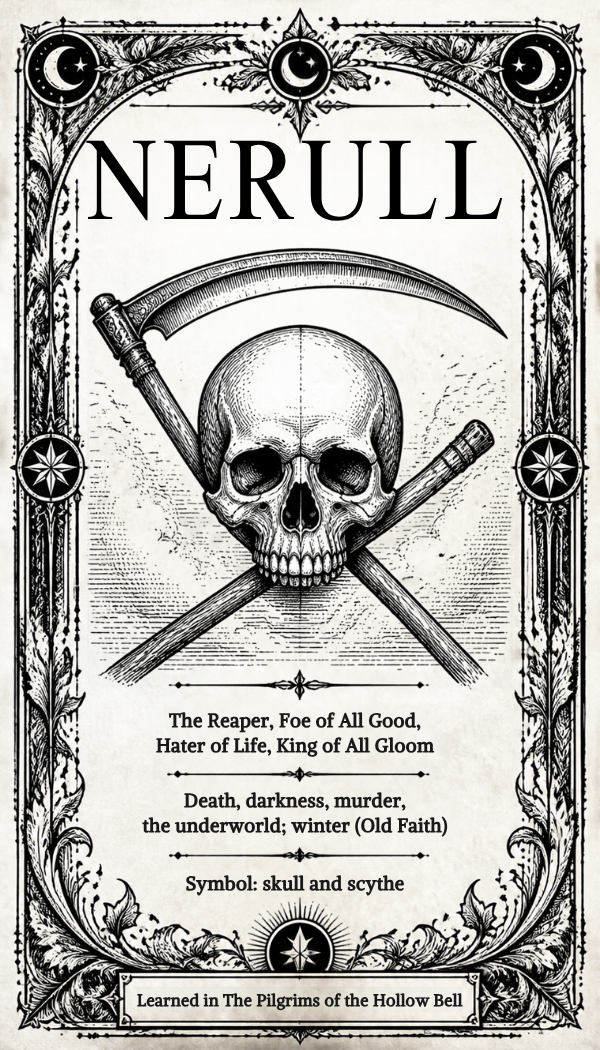 NERULL
The Reaper, Foe of All Good,
Hater of Life, King of All Gloom
Death, darkness, murder,
the underworld; winter (Old Faith)
Symbol: skull and scythe
Learned in The Pilgrims of the Hollow Bell